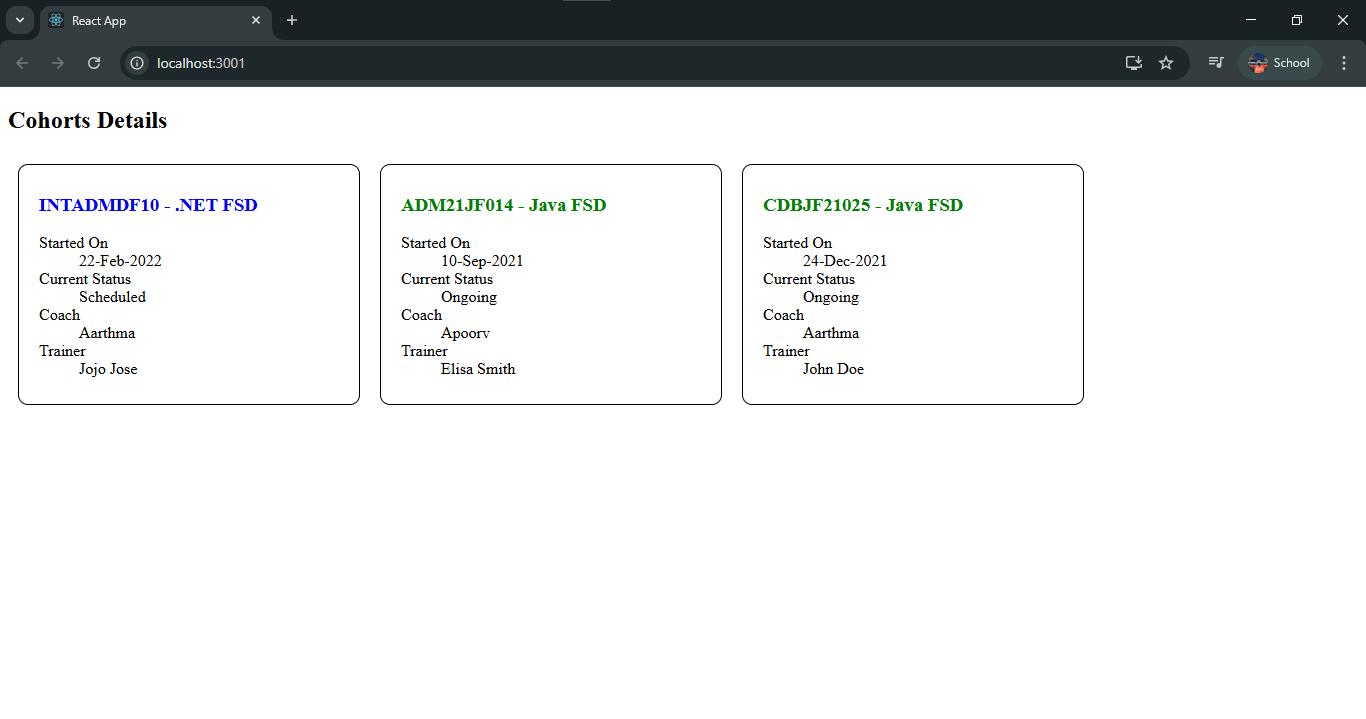 React App
localhost:3001
School
Cohorts Details
INTADMDF10 - .NET FSD
Started On
22-Feb-2022
Current Status
Scheduled
Coach
Aarthma
Trainer
Jojo Jose
ADM21JF014 - Java FSD
Started On
10-Sep-2021
Current Status
Ongoing
Coach
Apoorv
Trainer
Elisa Smith
CDBJF21025 - Java FSD
Started On
24-Dec-2021
Current Status
Ongoing
Coach
Aarthma
Trainer
John Doe